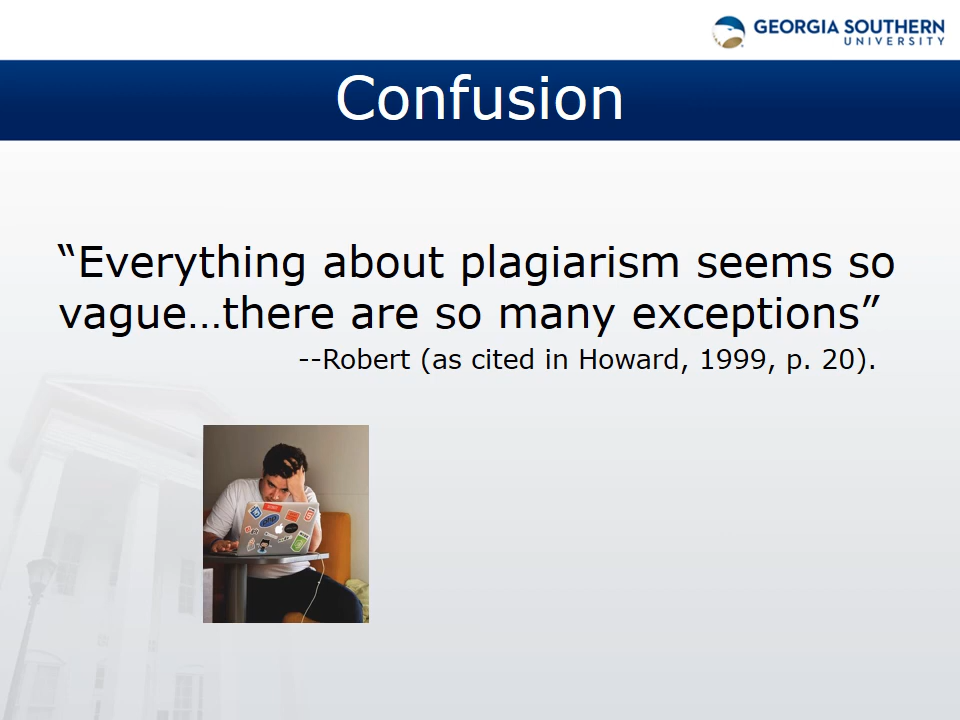 GEORGIA SOUTHERN
UNIVERSITY
Confusion
“Everything about plagiarism seems so
vague…there are so many exceptions”
--Robert (as cited in Howard, 1999, p. 20).
php